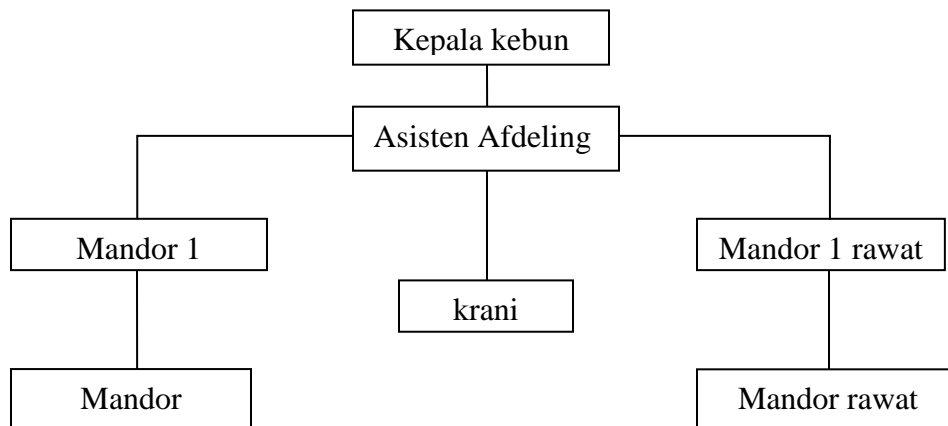 Kepala kebun
Asisten Afdeling
Mandor 1
Mandor 1 rawat
krani
Mandor
Mandor rawat